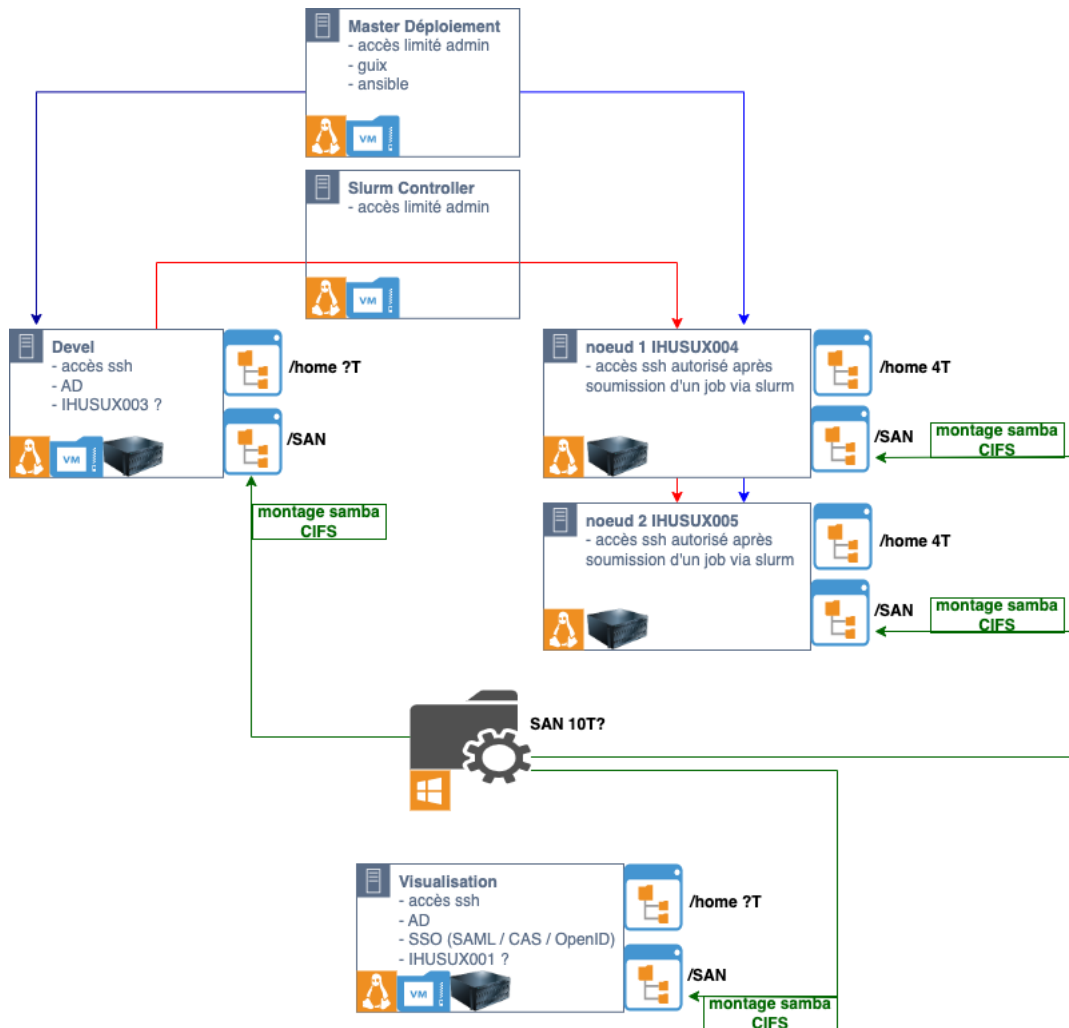 Master Déploiement
- accès limité admin
- guix
- ansible
VM
Slurm Controller
- accès limité admin
VM
Devel
- accès ssh
- AD
- IHUSUX003 ?
VM
/home ?T
/SAN
montage samba
CIFS
noeud 1 IHUSUX004
- accès ssh autorisé après
soumission d'un job via slurm
/home 4T
/SAN
montage samba
CIFS
noeud 2 IHUSUX005
- accès ssh autorisé après
soumission d'un job via slurm
/home 4T
/SAN
montage samba
CIFS
SAN 10T?
Visualisation
- accès ssh
- AD
- SSO (SAML / CAS / OpenID)
- IHUSUX001 ?
VM
/home ?T
/SAN
montage samba
CIFS